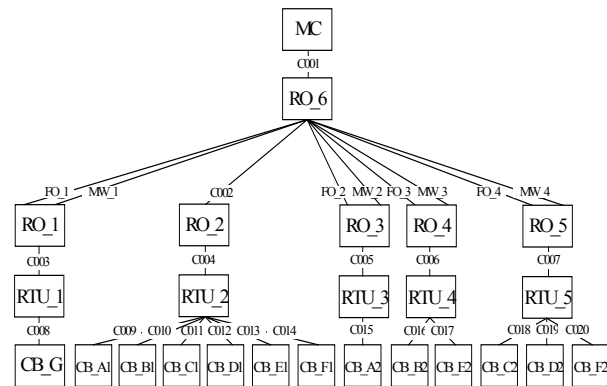 MC
C001
RO_6
FO_1 MW_1 C002 FO_2 MW_2 FO_3 MW_3 FO_4 MW_4
RO_1 RO_2 RO_3 RO_4 RO_5
C003 C004 C005 C006 C007
RTU_1 RTU_2 RTU_3 RTU_4 RTU_5
C008 C009 C010 C011 C012 C013 C014 C015 C016 C017 C018 C019 C020
CB_G CB_A1 CB_B1 CB_C1 CB_D1 CB_E1 CB_F1 CB_A2 CB_B2 CB_E2 CB_C2 CB_D2 CB_F2